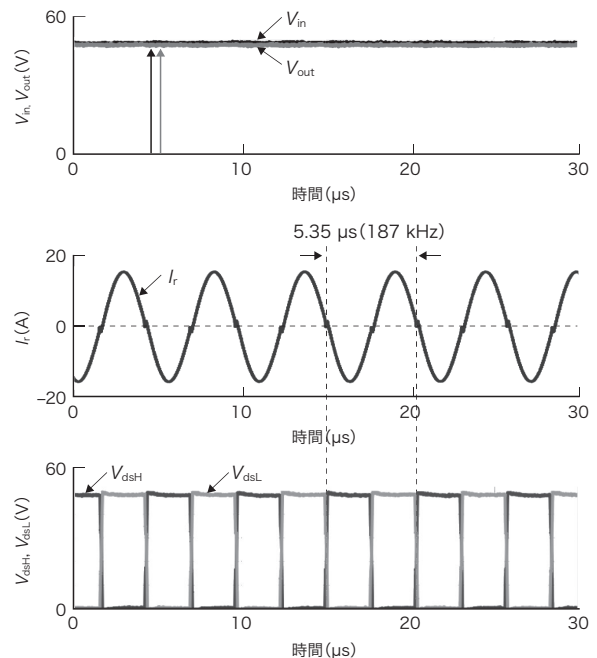 60
V_in
V_out
V_in, V_out (V)
0
0 10 20 30
時間(µs)
5.35 µs(187 kHz)
20
I_r
I_r(A)
0
–20
0 10 20 30
時間(µs)
60
V_dsH
V_dsL
V_dsH, V_dsL(V)
0
0 10 20 30
時間(µs)